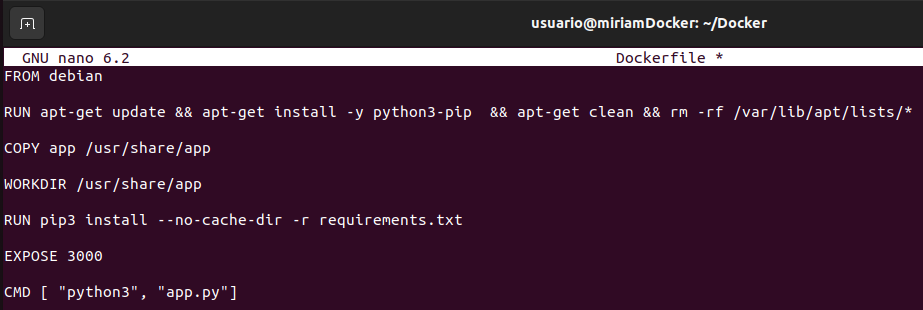 usuario@miriamDocker: ~/Docker
GNU nano 6.2 Dockerfile *
FROM debian
RUN apt-get update && apt-get install -y python3-pip  && apt-get clean && rm -rf /var/lib/apt/lists/*
COPY app /usr/share/app
WORKDIR /usr/share/app
RUN pip3 install --no-cache-dir -r requirements.txt
EXPOSE 3000
CMD [ "python3", "app.py"]